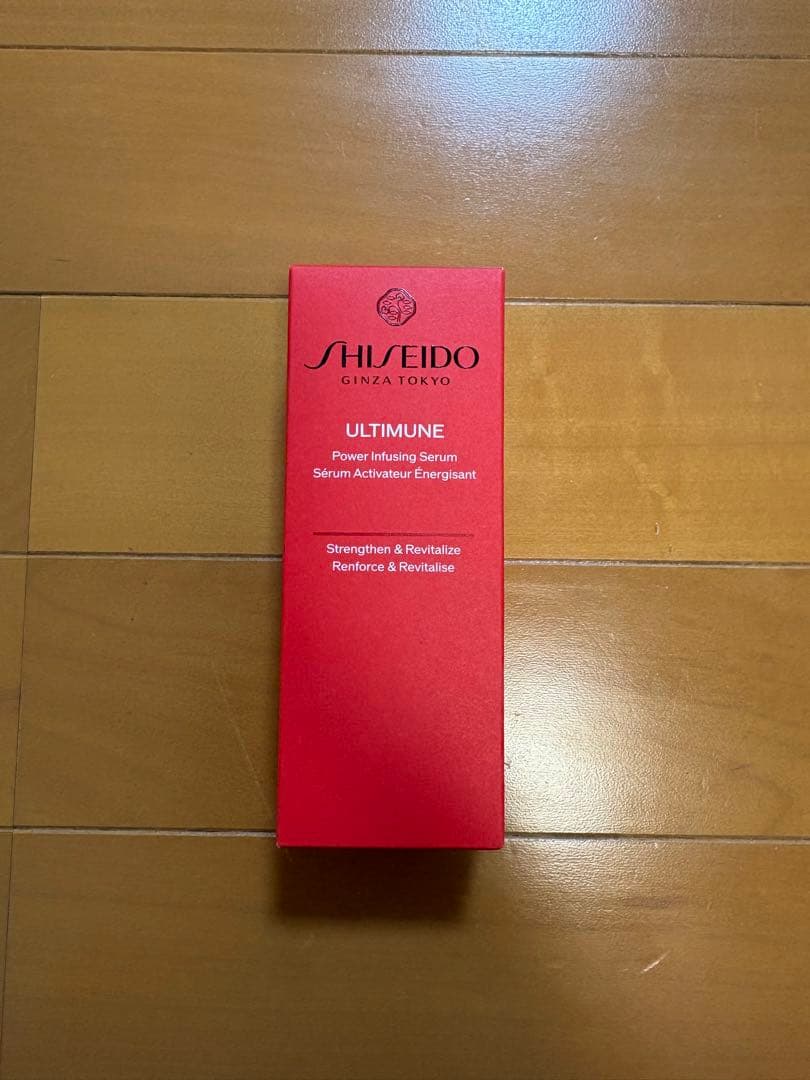 SHISEIDO
GINZA TOKYO
ULTIMUNE
Power Infusing Serum
Sérum Activateur Énergisant
Strengthen & Revitalize
Renforce & Revitalise